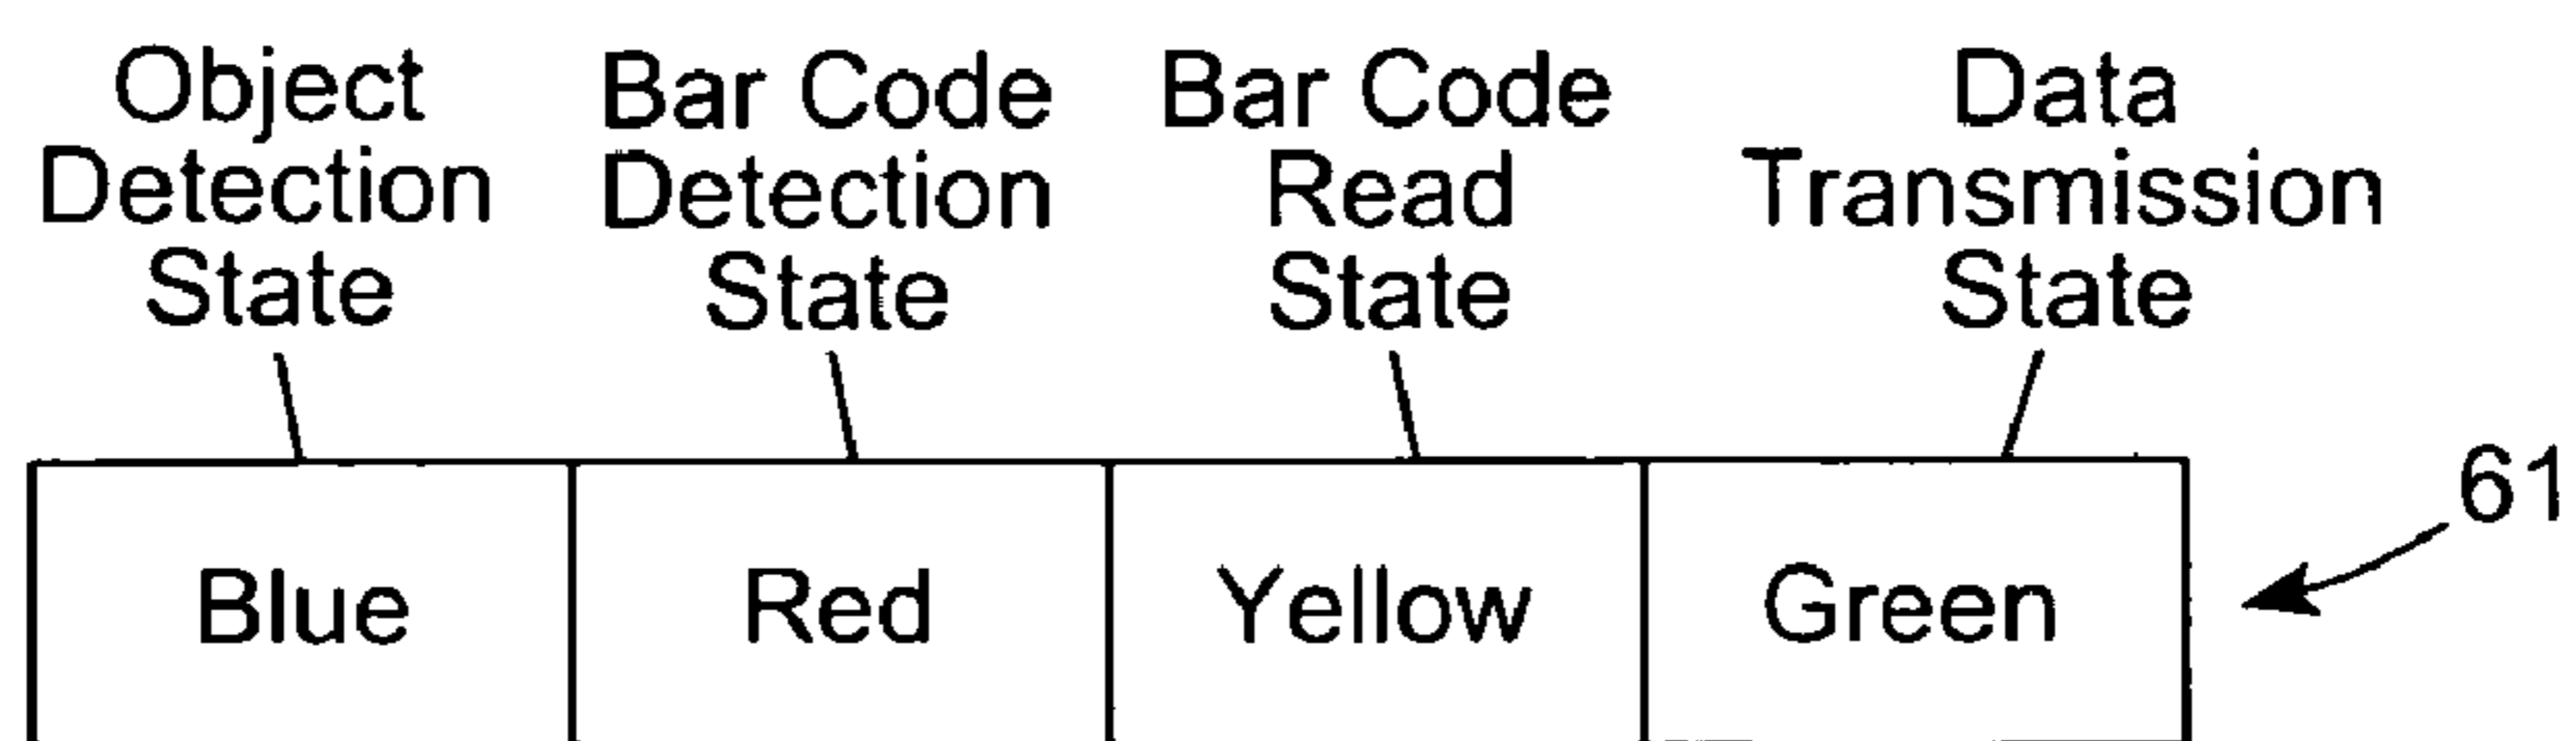 Object
Detection
State
Bar Code
Detection
State
Bar Code
Read
State
Data
Transmission
State
61
Blue
Red
Yellow
Green